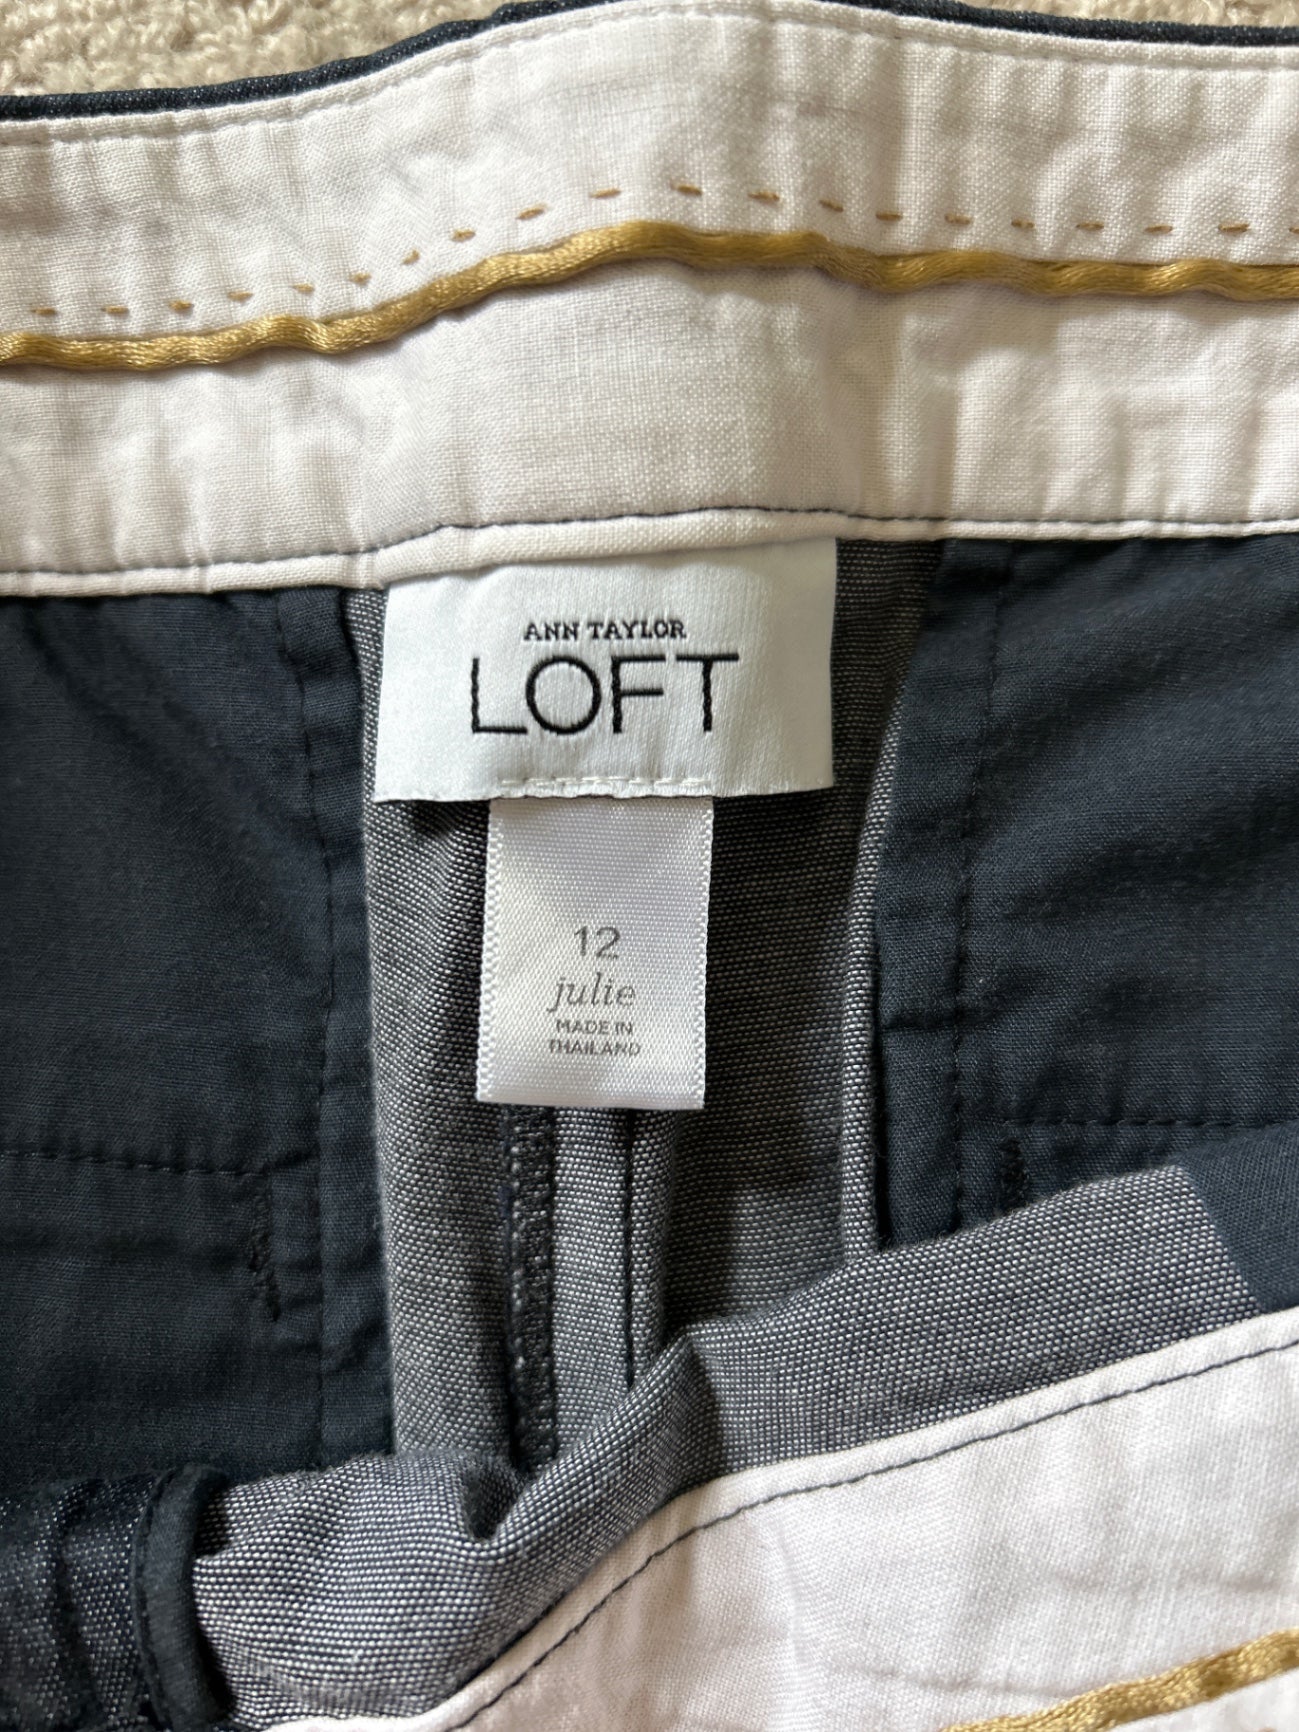 ANN TAYLOR
LOFT
12
julie
MADE IN
THAILAND